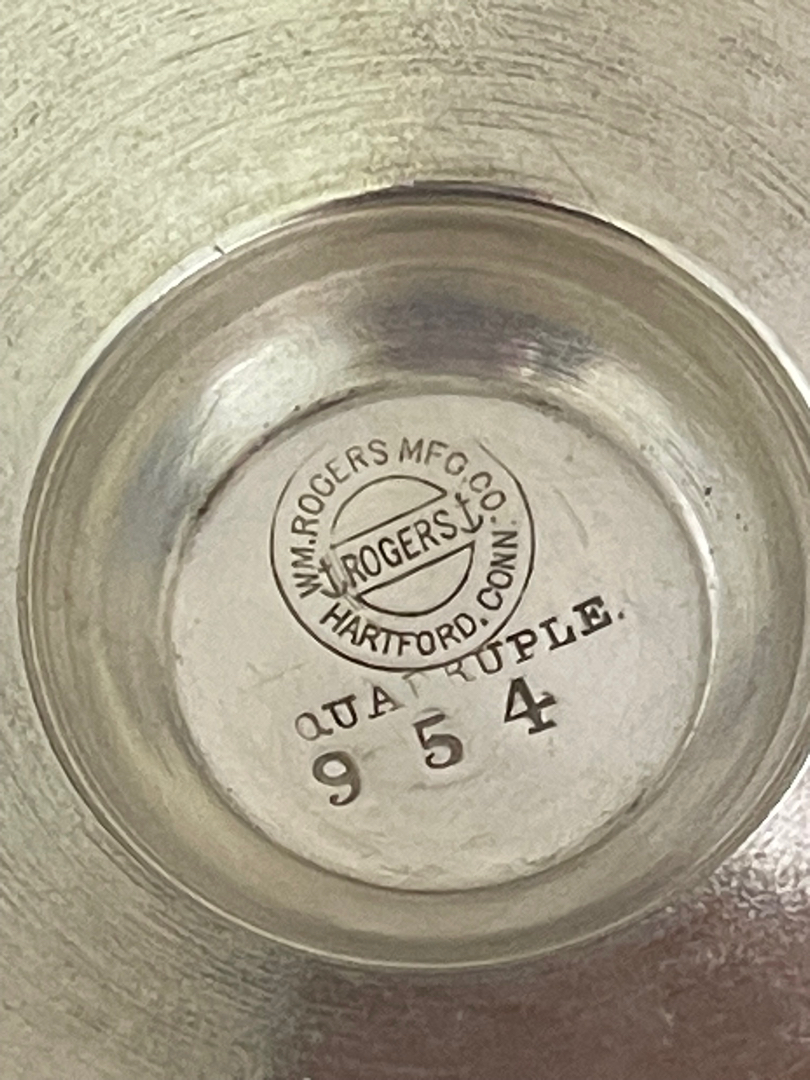 WM. ROGERS MFG. CO.
ROGERS
HARTFORD. CONN.
QUADRUPLE.
9 5 4